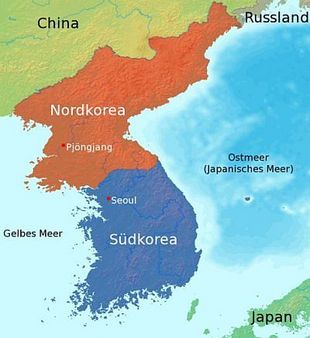 China
Russland
Nordkorea
Pjöngjang
Ostmeer
(Japanisches Meer)
Seoul
Gelbes Meer
Südkorea
Japan